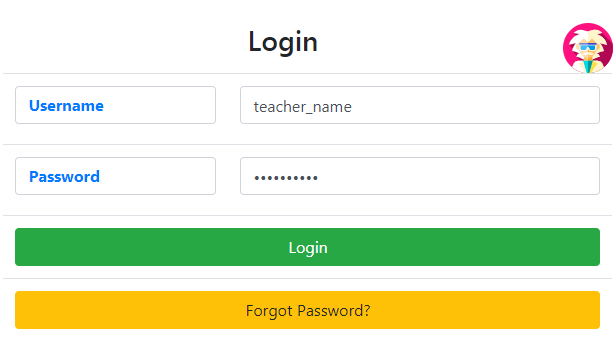 Login
Username
teacher_name
Password
••••••••••
Login
Forgot Password?